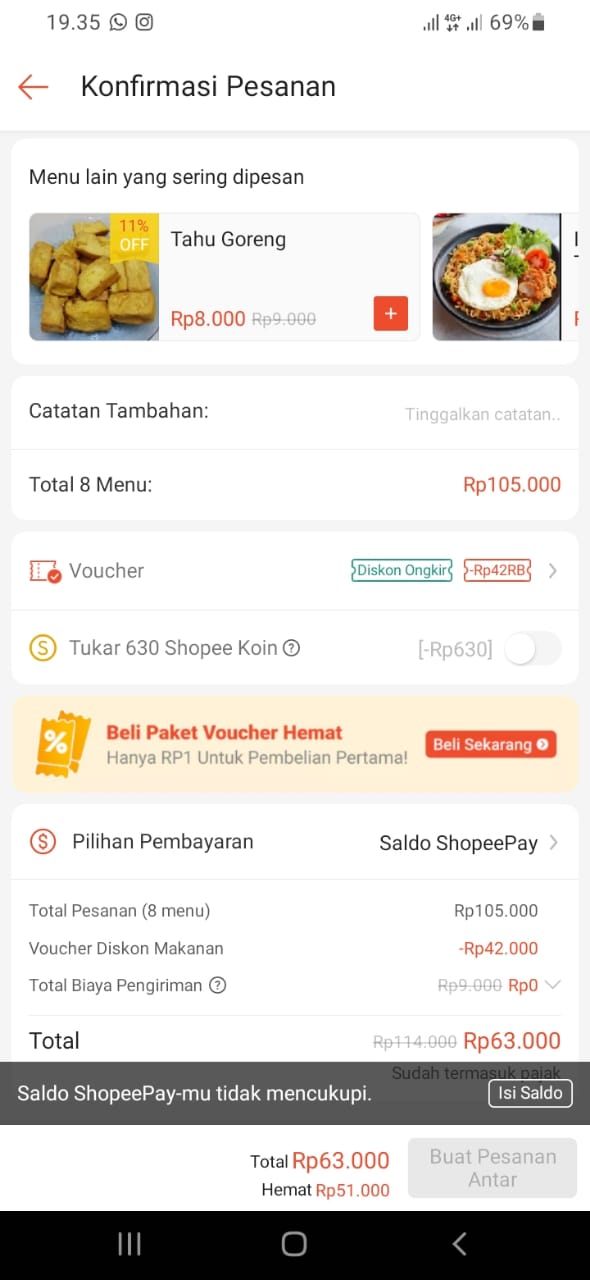 19.35
4G+
69%
Konfirmasi Pesanan
Menu lain yang sering dipesan
11%
OFF
Tahu Goreng
Rp8.000 Rp9.000
+
Catatan Tambahan:
Tinggalkan catatan..
Total 8 Menu:
Rp105.000
Voucher
Diskon Ongkir
-Rp42RB
S
Tukar 630 Shopee Koin ?
[-Rp630]
%
Beli Paket Voucher Hemat
Hanya RP1 Untuk Pembelian Pertama!
Beli Sekarang
$
Pilihan Pembayaran
Saldo ShopeePay
Total Pesanan (8 menu)
Rp105.000
Voucher Diskon Makanan
-Rp42.000
Total Biaya Pengiriman ?
Rp9.000 Rp0
Total
Rp114.000 Rp63.000
Sudah termasuk pajak
Saldo ShopeePay-mu tidak mencukupi.
Isi Saldo
Total Rp63.000
Hemat Rp51.000
Buat Pesanan
Antar